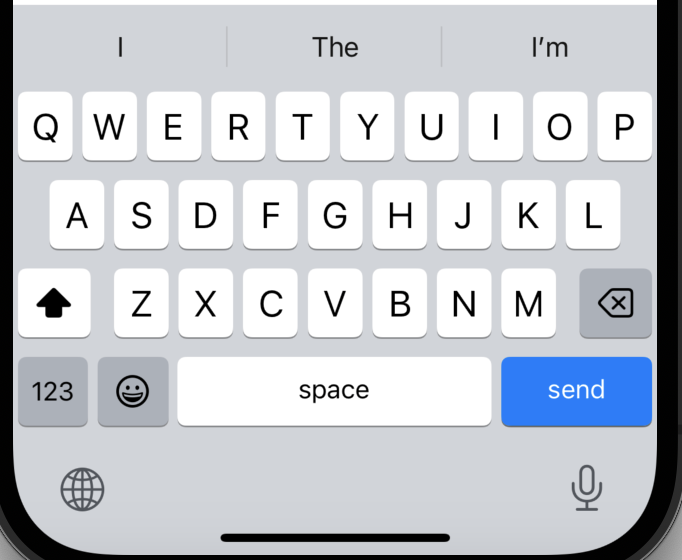 I The I’m
Q W E R T Y U I O P
A S D F G H J K L
Z X C V B N M
123 space send